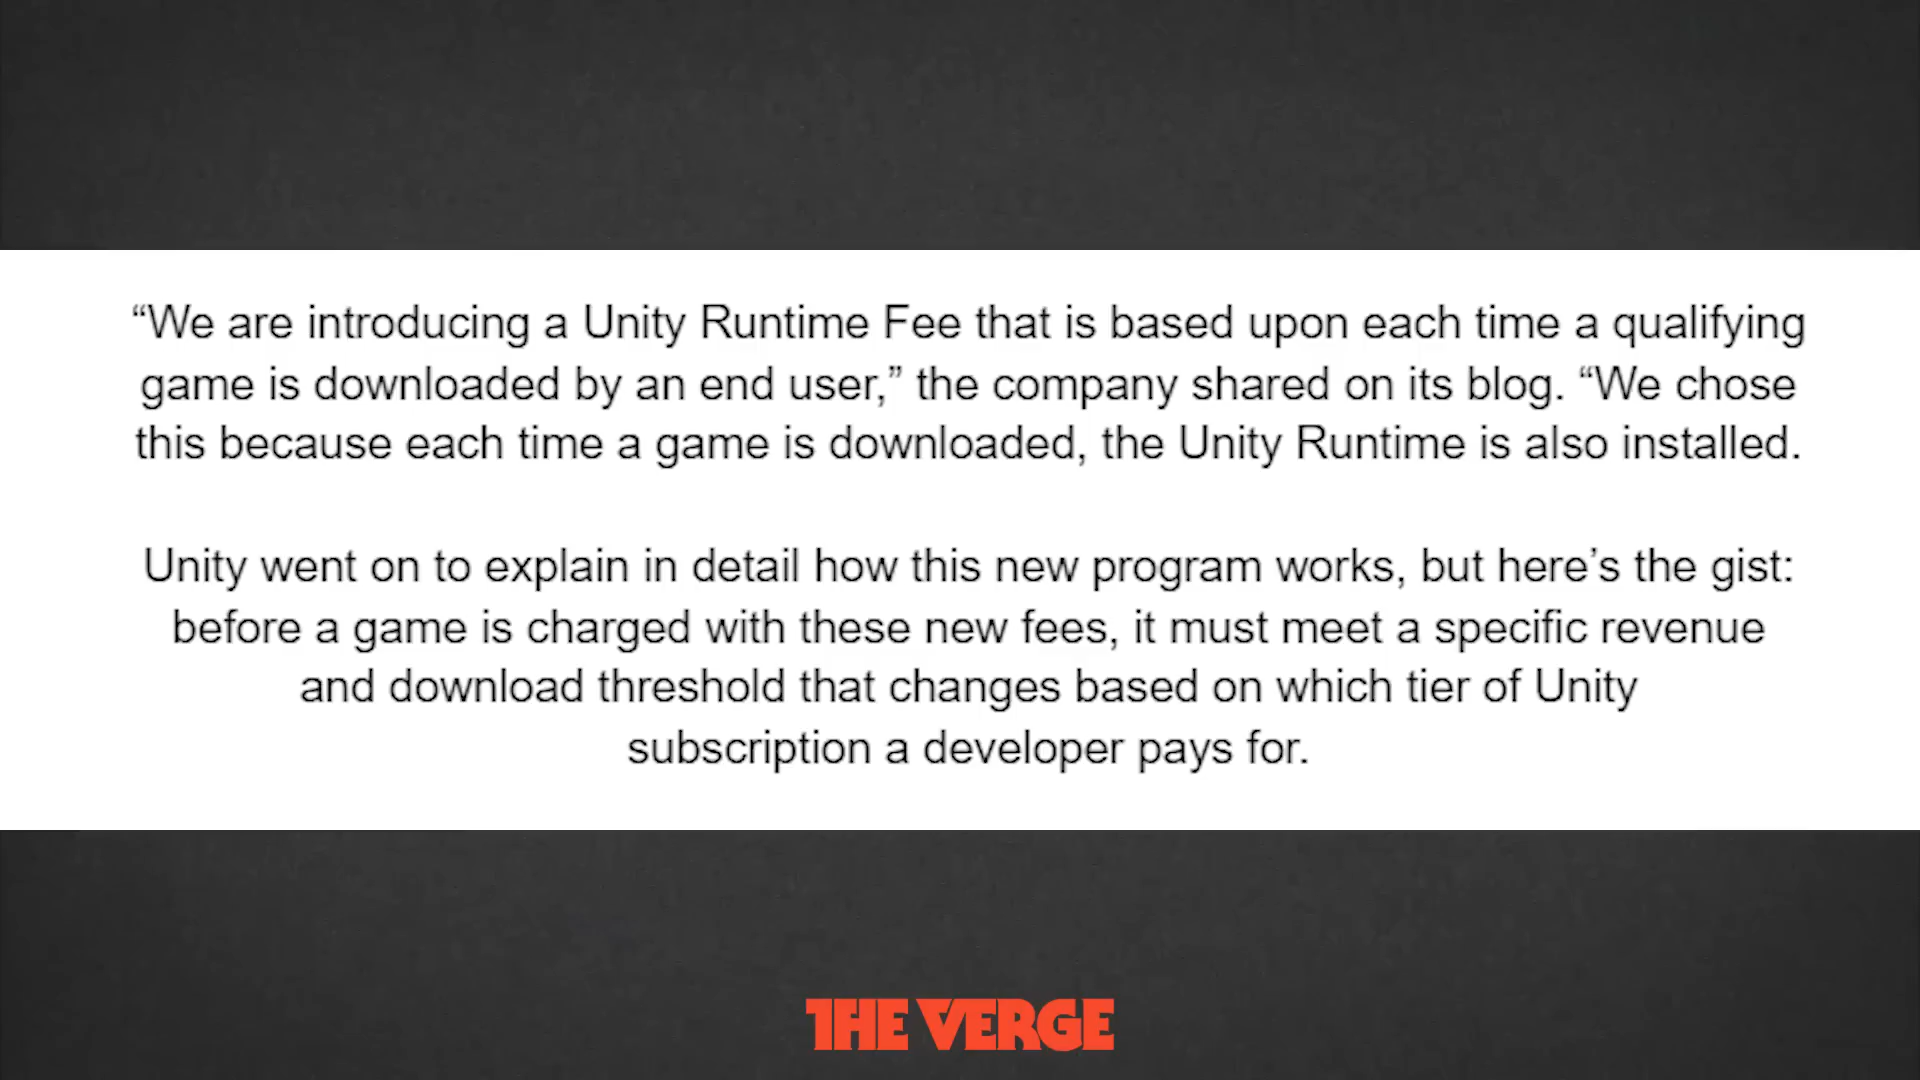 “We are introducing a Unity Runtime Fee that is based upon each time a qualifying
game is downloaded by an end user,” the company shared on its blog. “We chose
this because each time a game is downloaded, the Unity Runtime is also installed.
Unity went on to explain in detail how this new program works, but here’s the gist:
before a game is charged with these new fees, it must meet a specific revenue
and download threshold that changes based on which tier of Unity
subscription a developer pays for.
THE VERGE